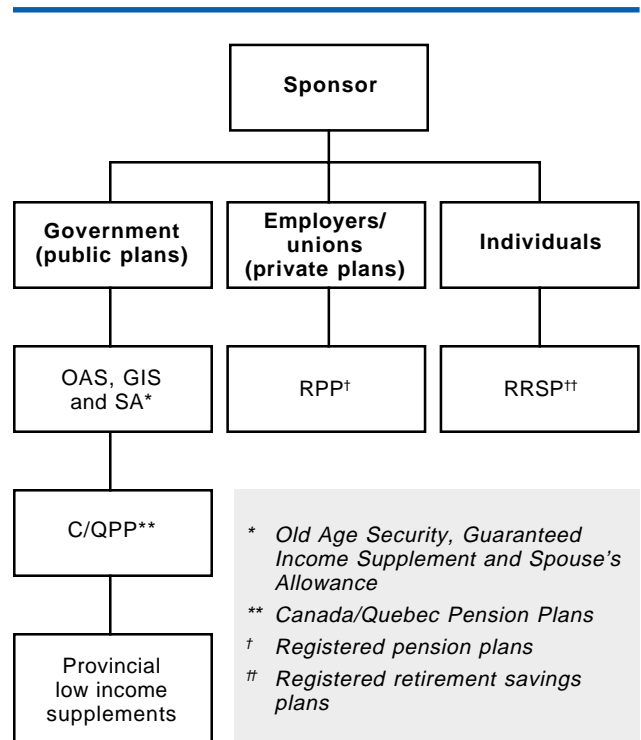 Sponsor
Government
(public plans)
Employers/
unions
(private plans)
Individuals
OAS, GIS
and SA*
RPP†
RRSP††
C/QPP**
Provincial
low income
supplements
* Old Age Security, Guaranteed
Income Supplement and Spouse's
Allowance
** Canada/Quebec Pension Plans
† Registered pension plans
†† Registered retirement savings
plans